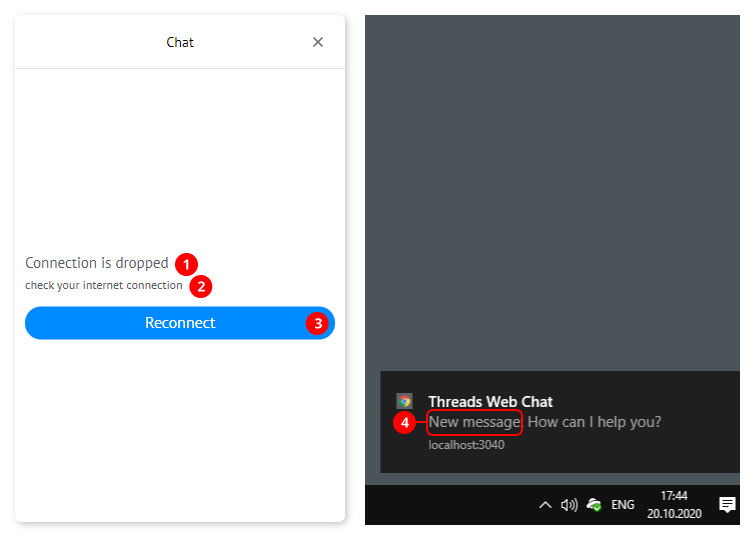 Chat
Connection is dropped 1
check your internet connection 2
Reconnect 3
Threads Web Chat
4 New message How can I help you?
localhost:3040
ENG
17:44
20.10.2020